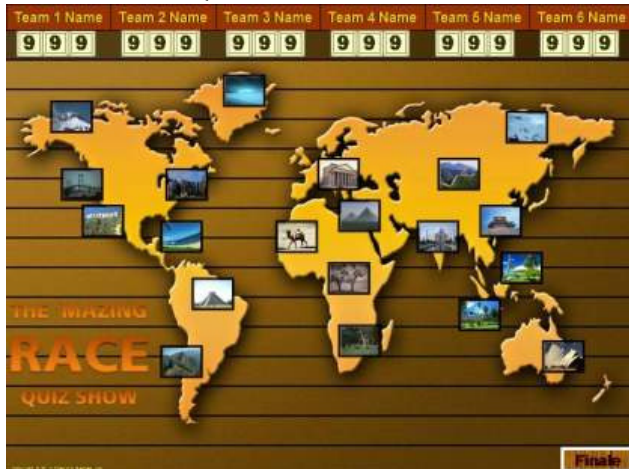 Team 1 Name Team 2 Name Team 3 Name Team 4 Name Team 5 Name Team 6 Name
999 999 999 999 999 999
THE 'MAZING
RACE
QUIZ SHOW
Finale